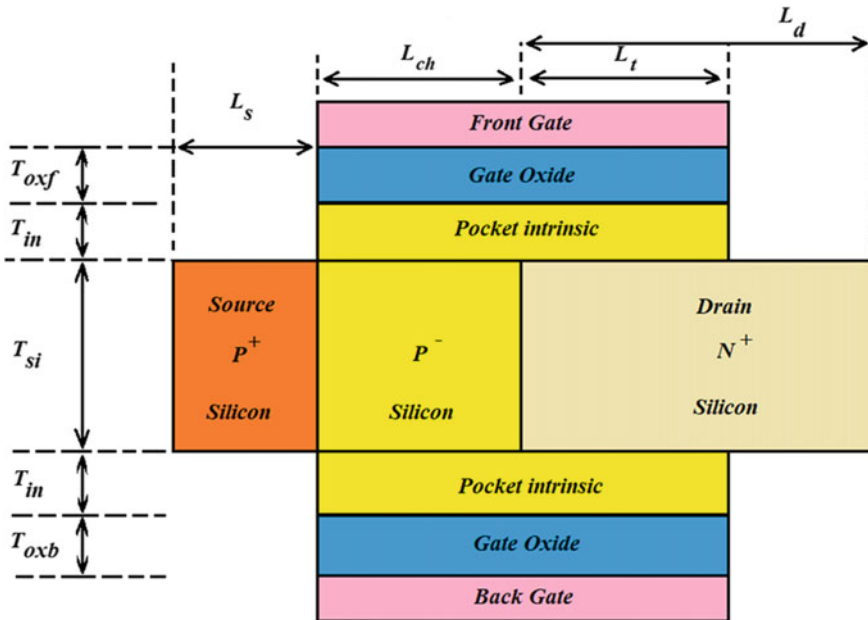 L_d
L_ch
L_t
L_s
Front Gate
T_oxf
Gate Oxide
T_in
Pocket intrinsic
Source
Drain
T_si
P^+
P^-
N^+
Silicon
Silicon
Silicon
T_in
Pocket intrinsic
T_oxb
Gate Oxide
Back Gate